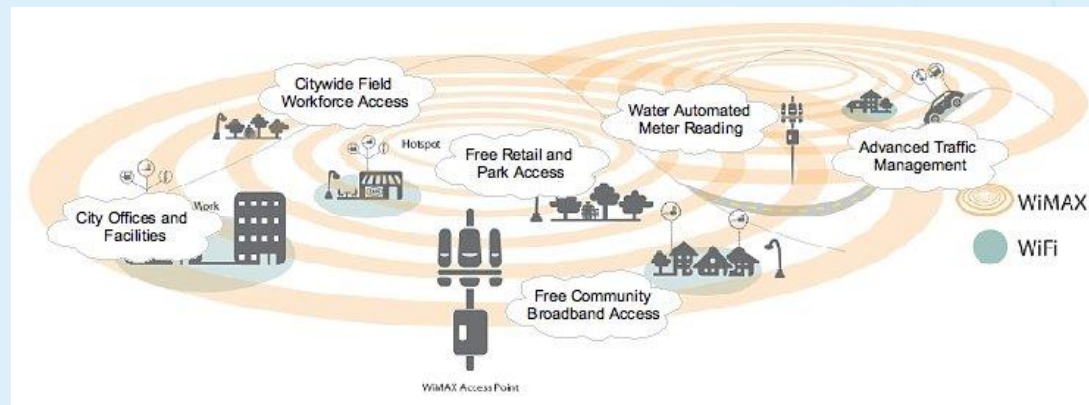 Citywide Field
Workforce Access
Water Automated
Meter Reading
Hotspot
Free Retail and
Park Access
Advanced Traffic
Management
WiMAX
Work
City Offices and
Facilities
WiFi
Free Community
Broadband Access
WiMAX Access Point